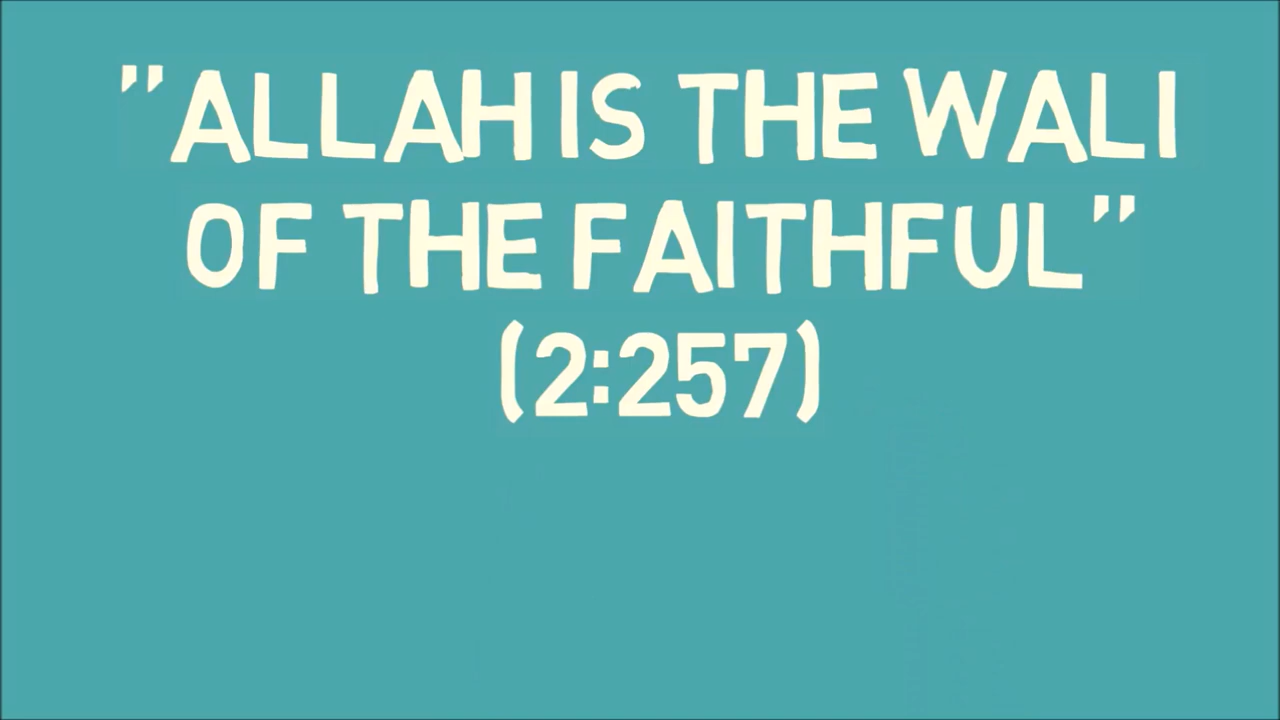 "ALLAH IS THE WALI
OF THE FAITHFUL"
(2:257)